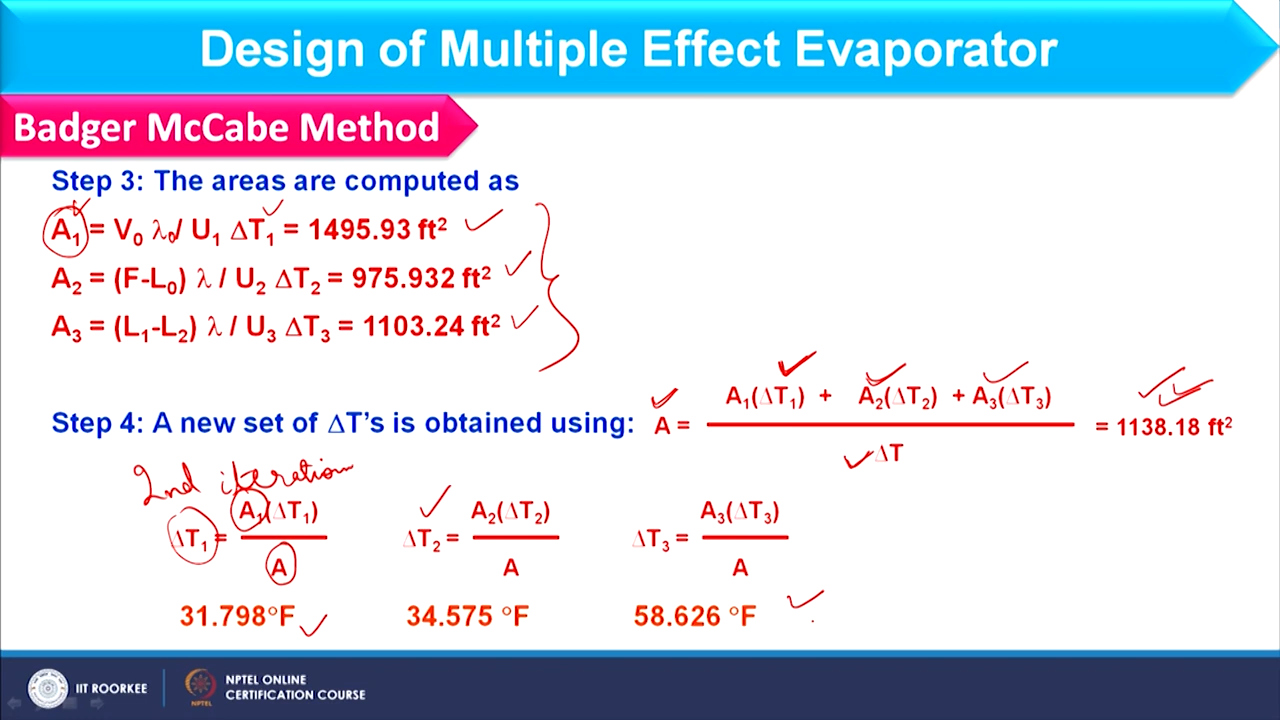 Design of Multiple Effect Evaporator
Badger McCabe Method
Step 3: The areas are computed as
A₁ = V₀ λ₀/ U₁ ΔT₁ = 1495.93 ft²
A₂ = (F-L₀) λ / U₂ ΔT₂ = 975.932 ft²
A₃ = (L₁-L₂) λ / U₃ ΔT₃ = 1103.24 ft²
Step 4: A new set of ΔT’s is obtained using: A = A₁(ΔT₁) + A₂(ΔT₂) + A₃(ΔT₃) / ΔT = 1138.18 ft²
2nd iteration
ΔT₁ = A₁(ΔT₁) / A ΔT₂ = A₂(ΔT₂) / A ΔT₃ = A₃(ΔT₃) / A
31.798°F 34.575 °F 58.626 °F
IIT ROORKEE
NPTEL
NPTEL ONLINE
CERTIFICATION COURSE